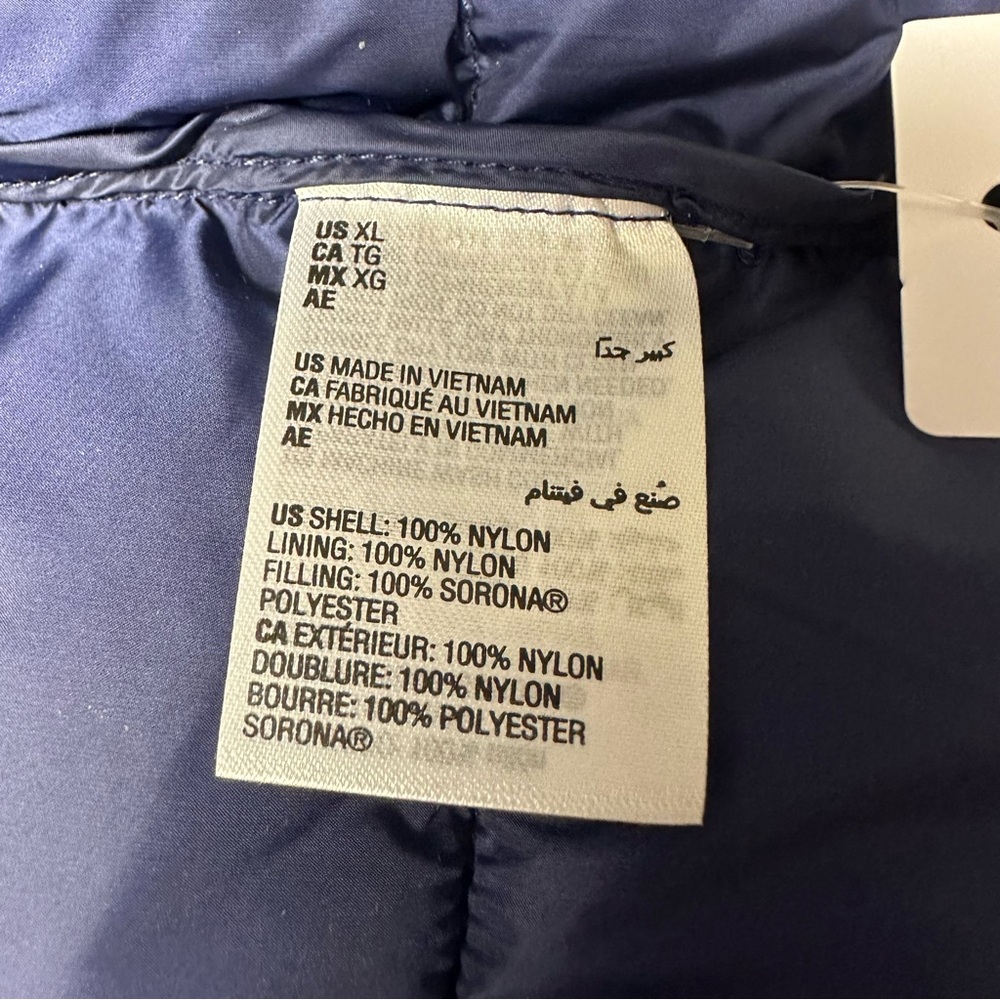 US XL
CA TG
MX XG
AE
كبير جدًا
US MADE IN VIETNAM
CA FABRIQUÉ AU VIETNAM
MX HECHO EN VIETNAM
AE
صُنع في فيتنام
US SHELL: 100% NYLON
LINING: 100% NYLON
FILLING: 100% SORONA®
POLYESTER
CA EXTÉRIEUR: 100% NYLON
DOUBLURE: 100% NYLON
BOURRE: 100% POLYESTER
SORONA®